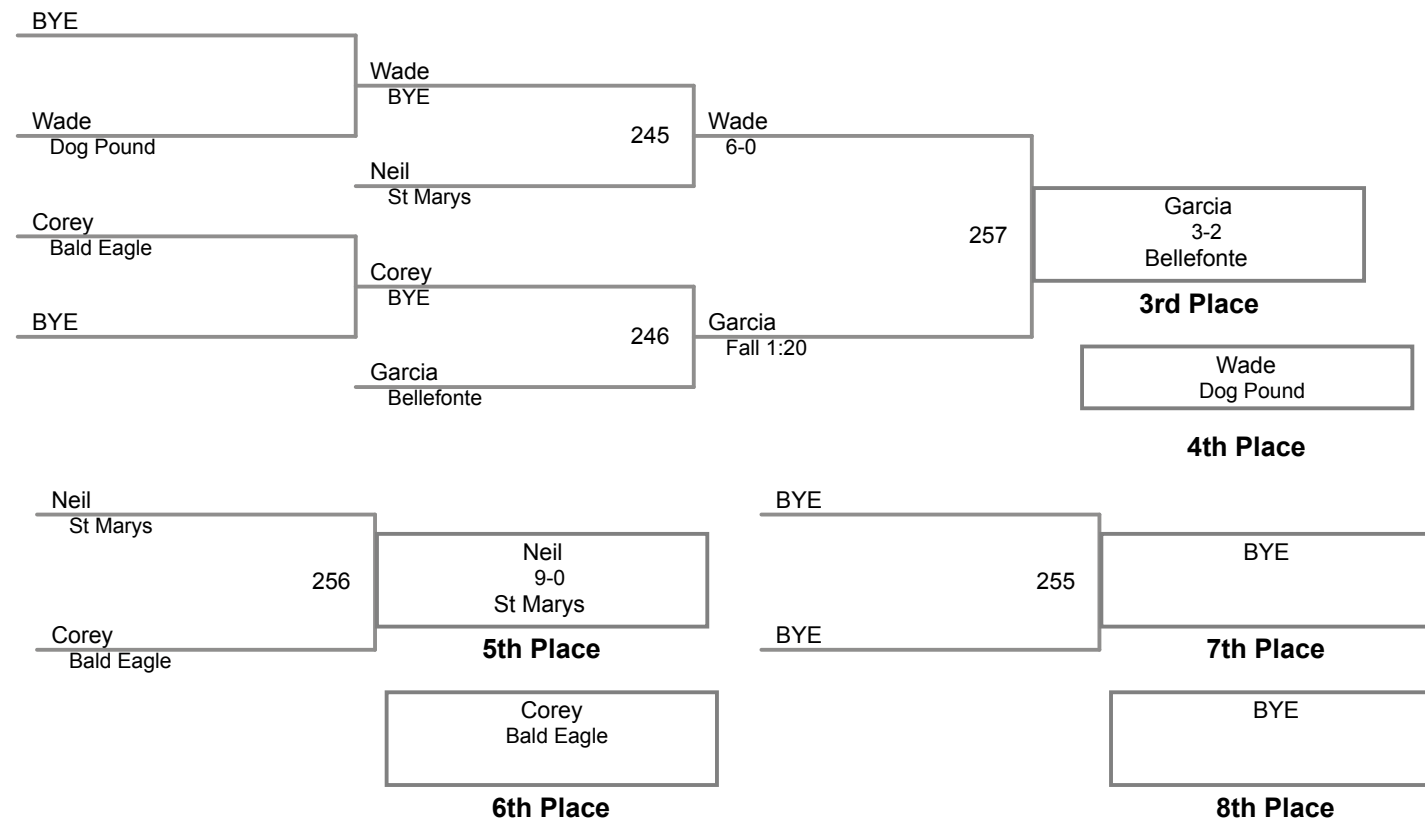 BYE
Wade
BYE
Wade
Dog Pound
245
Wade
6-0
Neil
St Marys
Corey
Bald Eagle
257
Garcia
3-2
Bellefonte
Corey
BYE
3rd Place
BYE
246
Garcia
Fall 1:20
Garcia
Bellefonte
Wade
Dog Pound
4th Place
Neil
St Marys
256
Neil
9-0
St Marys
Corey
Bald Eagle
5th Place
Corey
Bald Eagle
6th Place
BYE
255
BYE
BYE
7th Place
BYE
8th Place